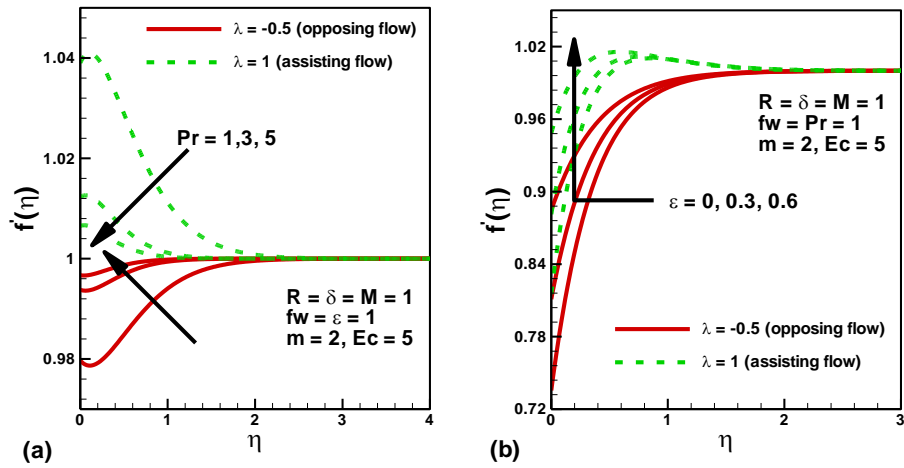 λ = -0.5 (opposing flow)
λ = 1 (assisting flow)
1.04
1.02
1
0.98
Pr = 1,3, 5
f'(η)
R = δ = M = 1
fw = ε = 1
m = 2, Ec = 5
0 1 2 3 4
η
(a)
1.02
0.96
0.9
0.84
0.78
0.72
f'(η)
R = δ = M = 1
fw = Pr = 1
m = 2, Ec = 5
ε = 0, 0.3, 0.6
λ = -0.5 (opposing flow)
λ = 1 (assisting flow)
0 1 2 3
η
(b)